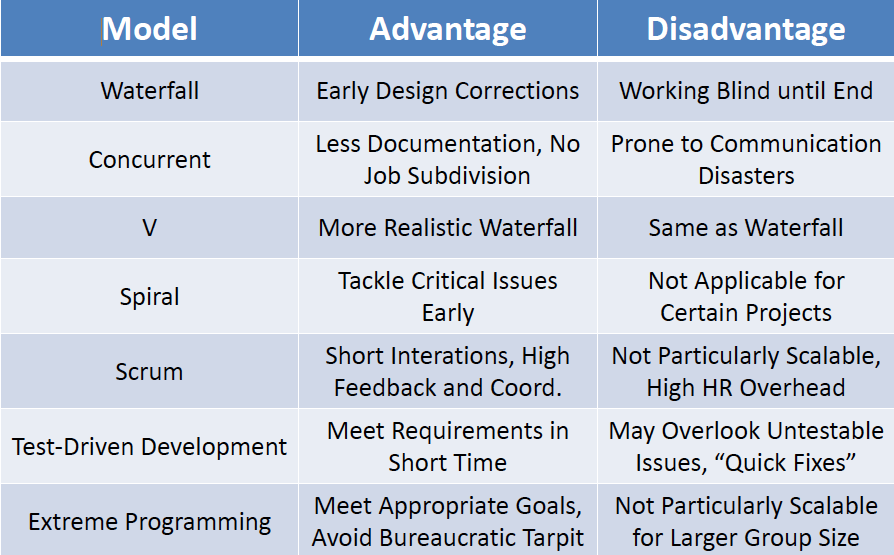 Model Advantage Disadvantage
Waterfall Early Design Corrections Working Blind until End
Concurrent Less Documentation, No Job Subdivision Prone to Communication Disasters
V More Realistic Waterfall Same as Waterfall
Spiral Tackle Critical Issues Early Not Applicable for Certain Projects
Scrum Short Interations, High Feedback and Coord. Not Particularly Scalable, High HR Overhead
Test-Driven Development Meet Requirements in Short Time May Overlook Untestable Issues, “Quick Fixes”
Extreme Programming Meet Appropriate Goals, Avoid Bureaucratic Tarpit Not Particularly Scalable for Larger Group Size